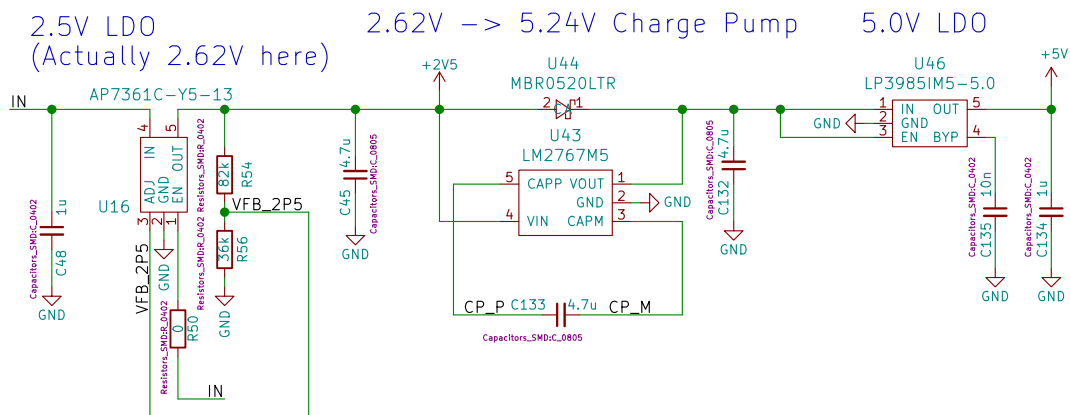 2.5V LDO
(Actually 2.62V here)
2.62V -> 5.24V Charge Pump
5.0V LDO
IN
AP7361C-Y5-13
4
5
IN
OUT
ADJ
GND
EN
U16
3
2
1
GND
VFB_2P5
Capacitors_SMD:C_0402
1u
C48
GND
Resistors_SMD:R_0402
82k
R54
VFB_2P5
Resistors_SMD:R_0402
36k
R56
GND
Resistors_SMD:R_0402
0
R50
IN
4.7u
C45
Capacitors_SMD:C_0805
GND
+2V5
U44
MBR0520LTR
2
1
U43
LM2767M5
5
CAPP
VOUT
1
GND
2
GND
4
VIN
CAPM
3
CP_P
C133
4.7u
CP_M
Capacitors_SMD:C_0805
Capacitors_SMD:C_0805
4.7u
C132
GND
U46
LP3985IM5-5.0
1
IN
OUT
5
GND
2
GND
3
EN
BYP
4
+5V
Capacitors_SMD:C_0402
10n
C135
GND
Capacitors_SMD:C_0402
1u
C134
GND